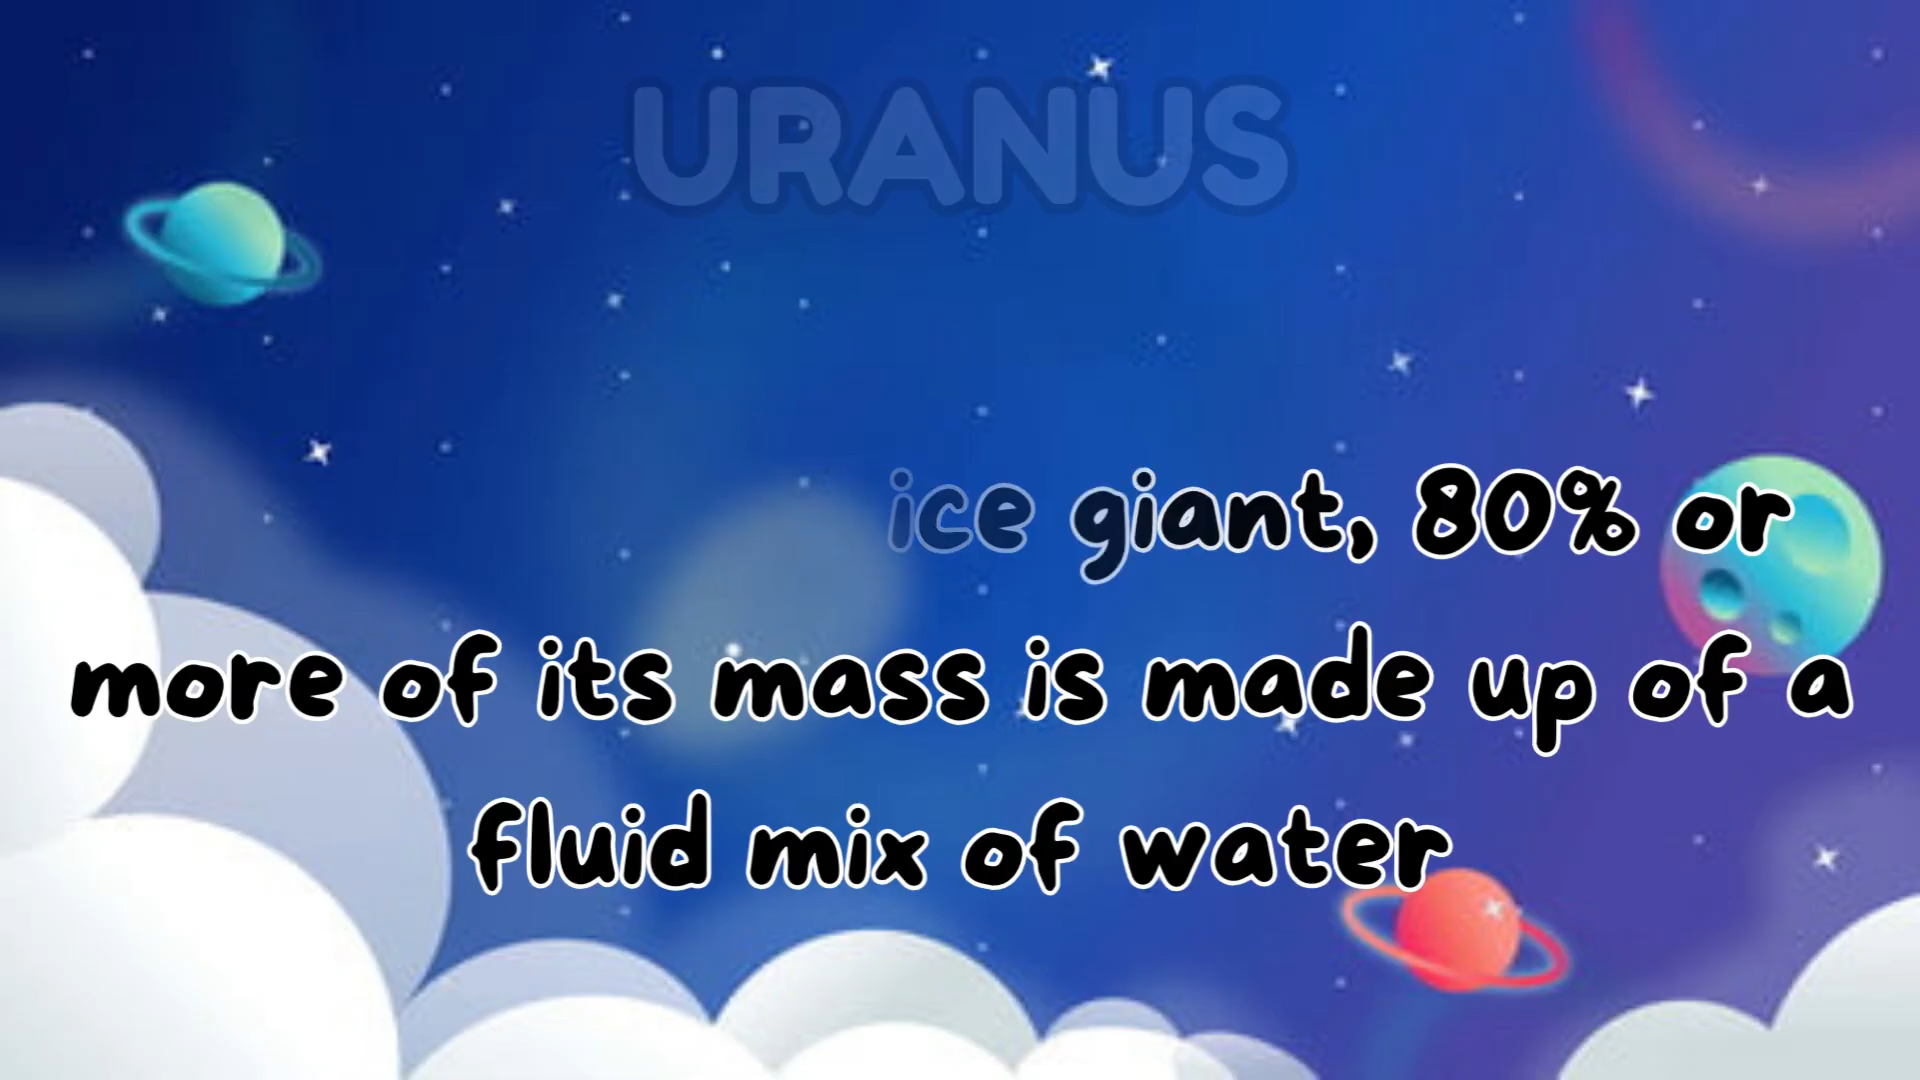 URANUS
ice giant, 80% or
more of its mass is made up of a
fluid mix of water